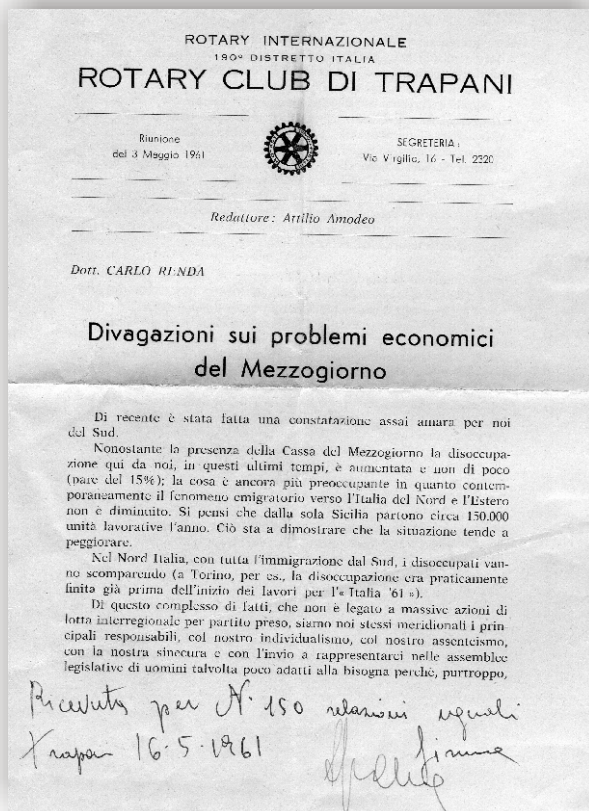 ROTARY INTERNAZIONALE
190° DISTRETTO ITALIA
ROTARY CLUB DI TRAPANI
Riunione
del 3 Maggio 1961
SEGRETERIA:
Via Virgilio, 16 - Tel. 2320
Redattore: Attilio Amodeo
Dott. CARLO RENDA
Divagazioni sui problemi economici
del Mezzogiorno
Di recente è stata fatta una constatazione assai amara per noi
del Sud.
Nonostante la presenza della Cassa del Mezzogiorno la disoccupa-
zione qui da noi, in questi ultimi tempi, è aumentata e non di poco
(pare del 15%); la cosa è ancora più preoccupante in quanto contem-
poraneamente il fenomeno emigratorio verso l'Italia del Nord e l'Estero
non è diminuito. Si pensi che dalla sola Sicilia partono circa 150.000
unità lavorative l'anno. Ciò sta a dimostrare che la situazione tende a
peggiorare.
Nel Nord Italia, con tutta l'immigrazione dal Sud, i disoccupati van-
no scomparendo (a Torino, per es., la disoccupazione era praticamente
finita già prima dell'inizio dei lavori per l'« Italia '61 »).
Di questo complesso di fatti, che non è legato a massive azioni di
lotta interregionale per partito preso, siamo noi stessi meridionali i prin-
cipali responsabili, col nostro individualismo, col nostro assenteismo,
con la nostra sinecura e con l'invio a rappresentarci nelle assemblee
legislative di uomini talvolta poco adatti alla bisogna perchè, purtroppo,
Ricevuta per N. 150 relazioni uguali
Trapani 16-5-1961 firma